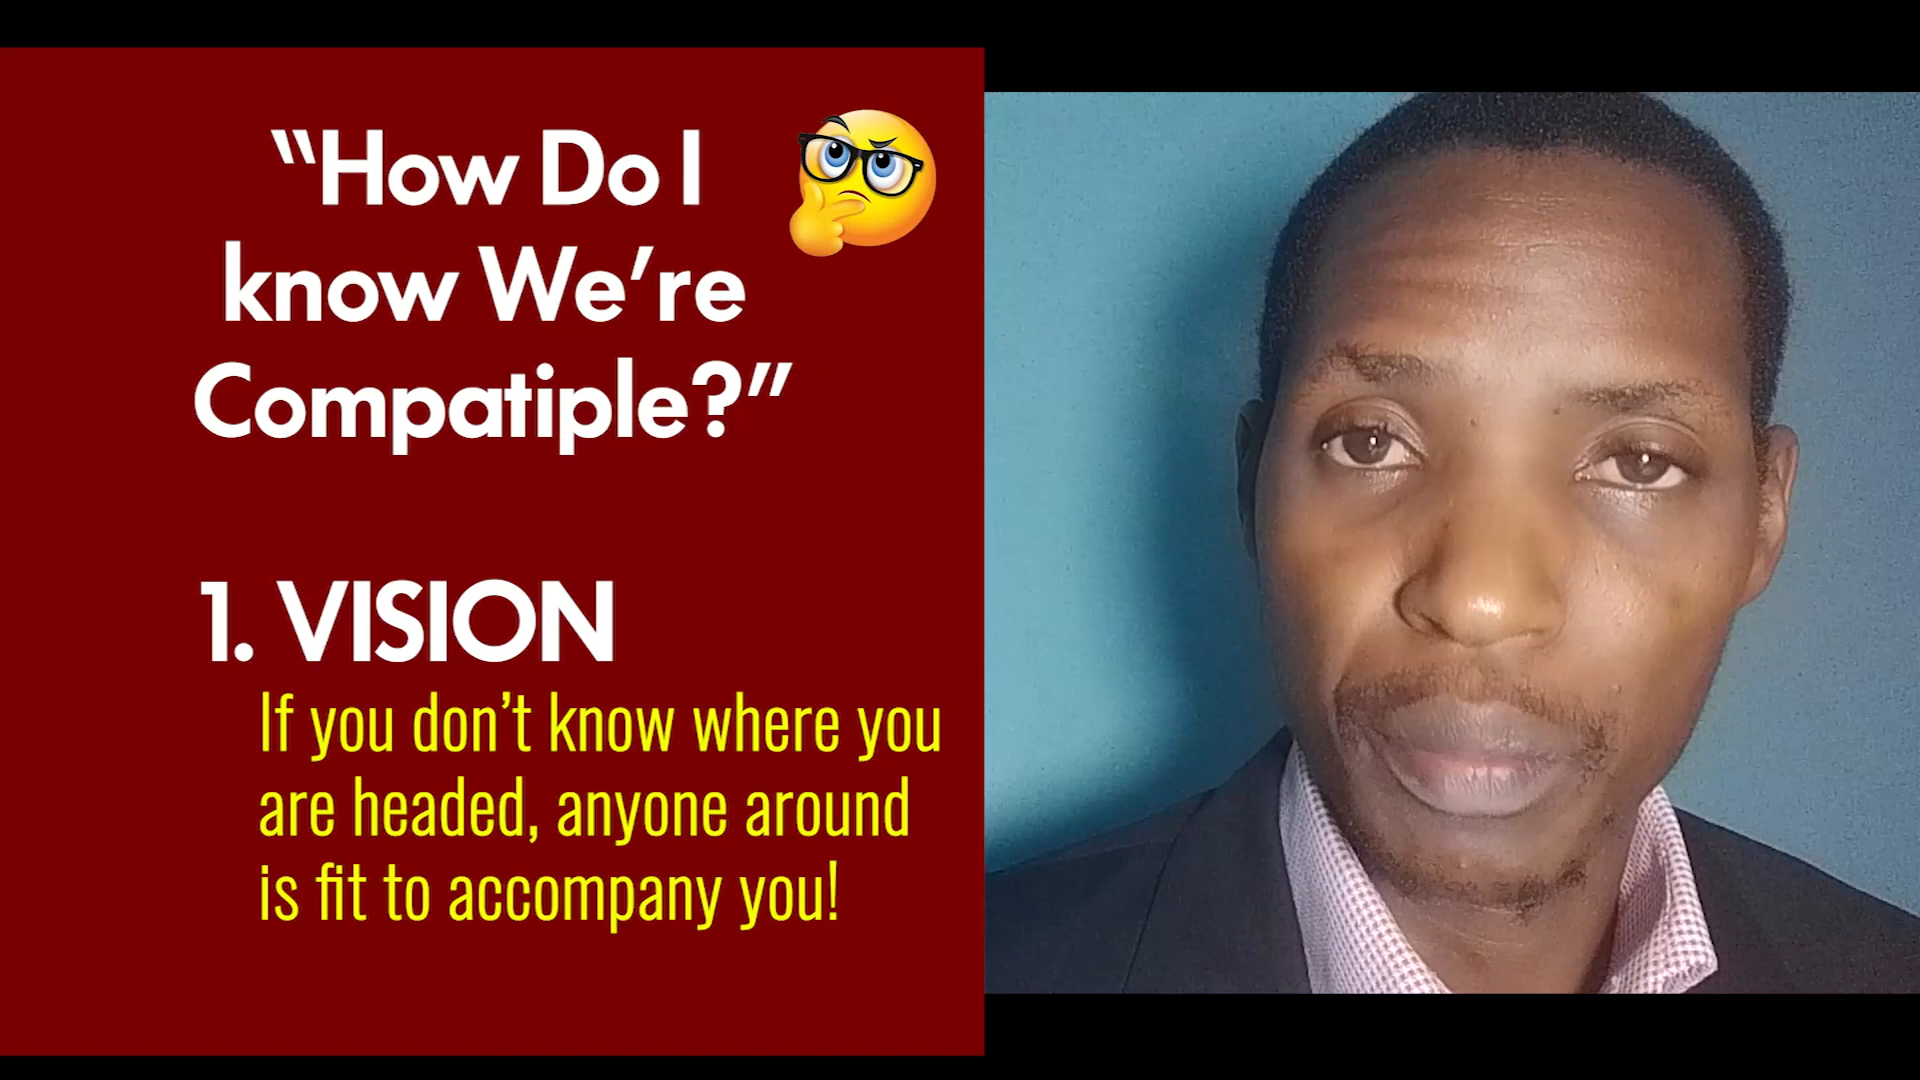 “How Do I
know We’re
Compatiple?”
1. VISION
If you don’t know where you
are headed, anyone around
is fit to accompany you!